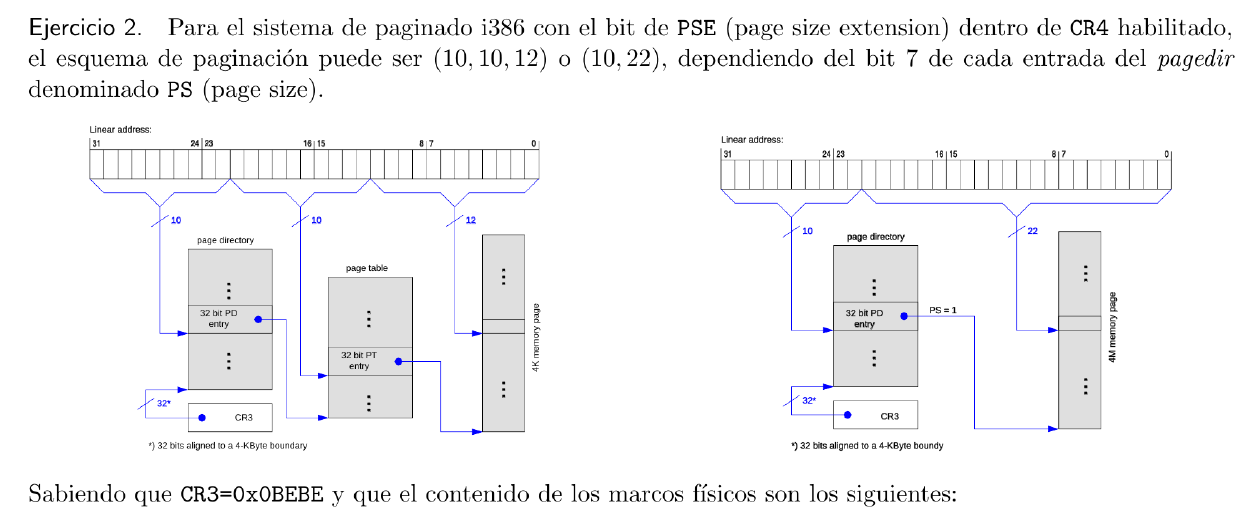 Ejercicio 2. Para el sistema de paginado i386 con el bit de PSE (page size extension) dentro de CR4 habilitado,
el esquema de paginación puede ser (10, 10, 12) o (10, 22), dependiendo del bit 7 de cada entrada del pagedir
denominado PS (page size).
Linear address:
31 24 23 16 15 8 7 0
10 10 12
page directory
page table
32 bit PD
entry
32 bit PT
entry
4K memory page
32*
CR3
*) 32 bits aligned to a 4-KByte boundary
Linear address:
31 24 23 16 15 8 7 0
10 22
page directory
32 bit PD
entry
PS = 1
4M memory page
32*
CR3
*) 32 bits aligned to a 4-KByte boundy
Sabiendo que CR3=0x0BEBE y que el contenido de los marcos físicos son los siguientes: